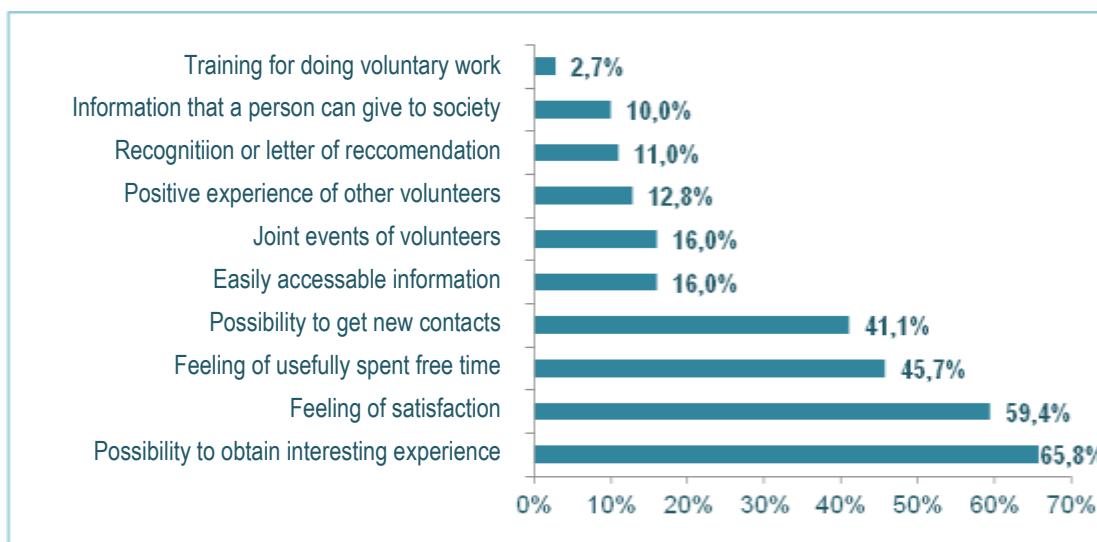 Training for doing voluntary work 2,7%
Information that a person can give to society 10,0%
Recognitiion or letter of reccomendation 11,0%
Positive experience of other volunteers 12,8%
Joint events of volunteers 16,0%
Easily accessable information 16,0%
Possibility to get new contacts 41,1%
Feeling of usefully spent free time 45,7%
Feeling of satisfaction 59,4%
Possibility to obtain interesting experience 65,8%
0% 10% 20% 30% 40% 50% 60% 70%